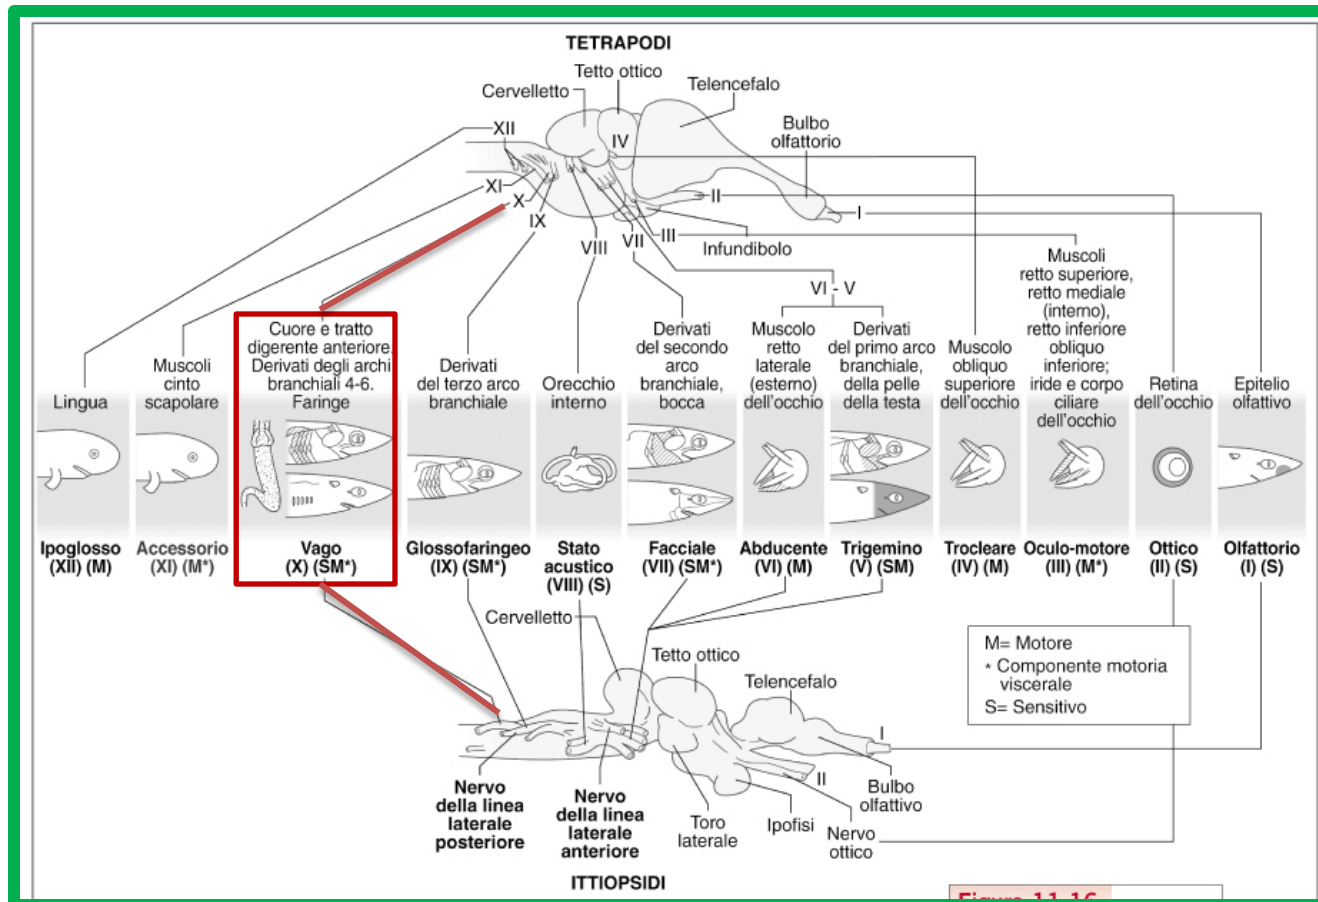 TETRAPODI
Tetto ottico
Cervelletto
Telencefalo
Bulbo
olfattorio
XII
IV
XI
X
IX
VIII
VII
III
II
I
Infundibolo
VI - V
Lingua
Muscoli
cinto
scapolare
Cuore e tratto
digerente anteriore.
Derivati degli archi
branchiali 4-6.
Faringe
Derivati
del terzo arco
branchiale
Orecchio
interno
Derivati
del secondo
arco
branchiale,
bocca
Muscolo
retto
laterale
(esterno)
dell'occhio
Derivati
del primo arco
branchiale,
della pelle
della testa
Muscolo
obliquo
superiore
dell'occhio
Muscoli
retto superiore,
retto mediale
(interno),
retto inferiore
obliquo
inferiore;
iride e corpo
ciliare
dell'occhio
Retina
dell'occhio
Epitelio
olfattivo
Ipoglosso
(XII) (M)
Accessorio
(XI) (M*)
Vago
(X) (SM*)
Glossofaringeo
(IX) (SM*)
Stato
acustico
(VIII) (S)
Facciale
(VII) (SM*)
Abducente
(VI) (M)
Trigemino
(V) (SM)
Trocleare
(IV) (M)
Oculo-motore
(III) (M*)
Ottico
(II) (S)
Olfattorio
(I) (S)
Cervelletto
Tetto ottico
Telencefalo
I
II
Bulbo
olfattivo
Nervo
ottico
Ipofisi
Toro
laterale
Nervo
della linea
laterale
anteriore
Nervo
della linea
laterale
posteriore
M= Motore
* Componente motoria
viscerale
S= Sensitivo
ITTIOPSIDI
Figura 11-16